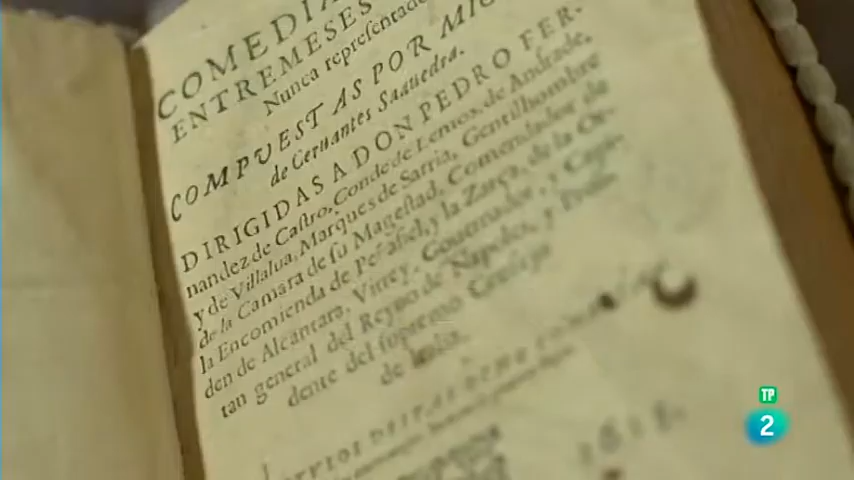 COMEDIA
ENTREMESES
Nunca repreſentado
COMPUESTAS POR MIG
de Ceruantes Saauedra.
DIRIGIDAS A DON PEDRO FER-
nandez de Caſtro, Conde de Lemos, de Andrade,
y de Villalua, Marques de Sarria, Gentilhombre
de la Camara de ſu Mageſtad, Comendador de
la Encomienda de Peñafiel, y la Zarça, de la Or-
den de Alcantara, Virrey, Gouernador, y Capi-
tan general del Reyno de Napoles, y Preſi-
dente del ſupremo Conſejo
de Italia.
1615
TP
2